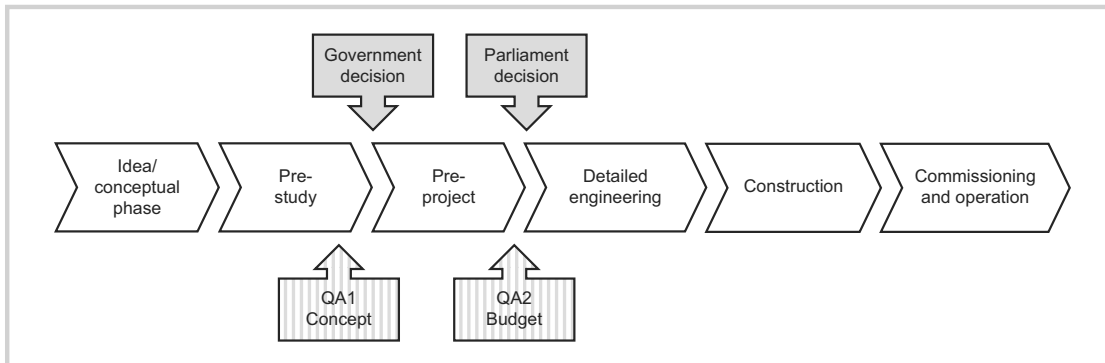 Government
decision
Parliament
decision
Idea/
conceptual
phase
Pre-
study
Pre-
project
Detailed
engineering
Construction
Commissioning
and operation
QA1
Concept
QA2
Budget